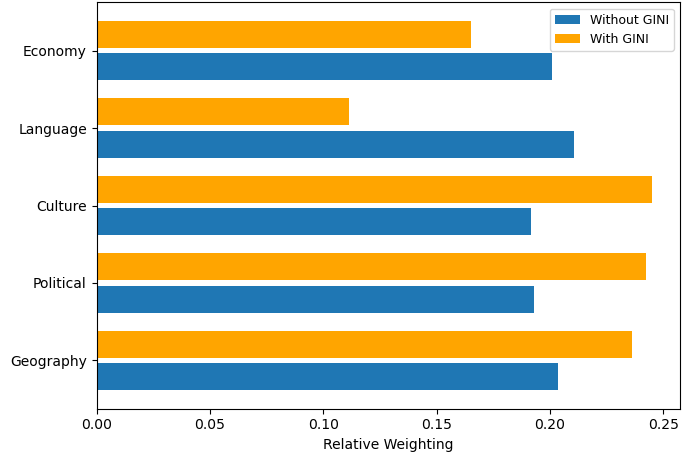 Without GINI
With GINI
Economy
Language
Culture
Political
Geography
0.00 0.05 0.10 0.15 0.20 0.25
Relative Weighting